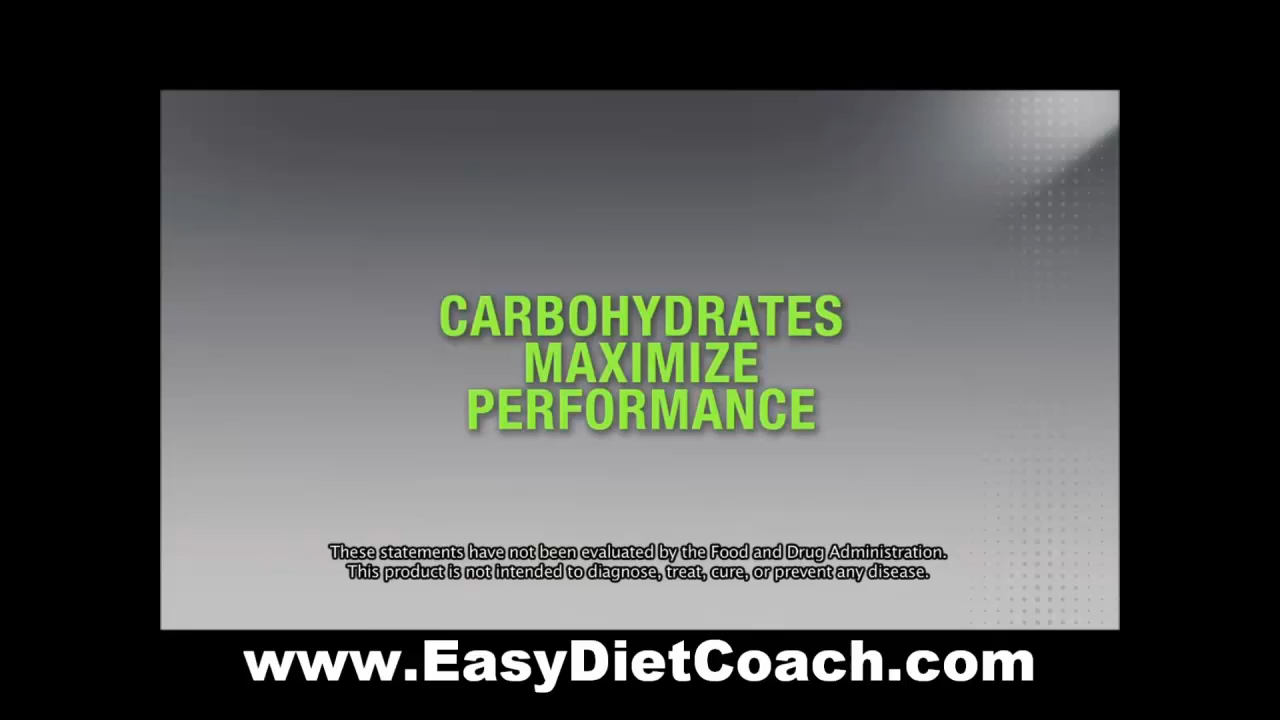 CARBOHYDRATES
MAXIMIZE
PERFORMANCE
These statements have not been evaluated by the Food and Drug Administration.
This product is not intended to diagnose, treat, cure, or prevent any disease.
www.EasyDietCoach.com